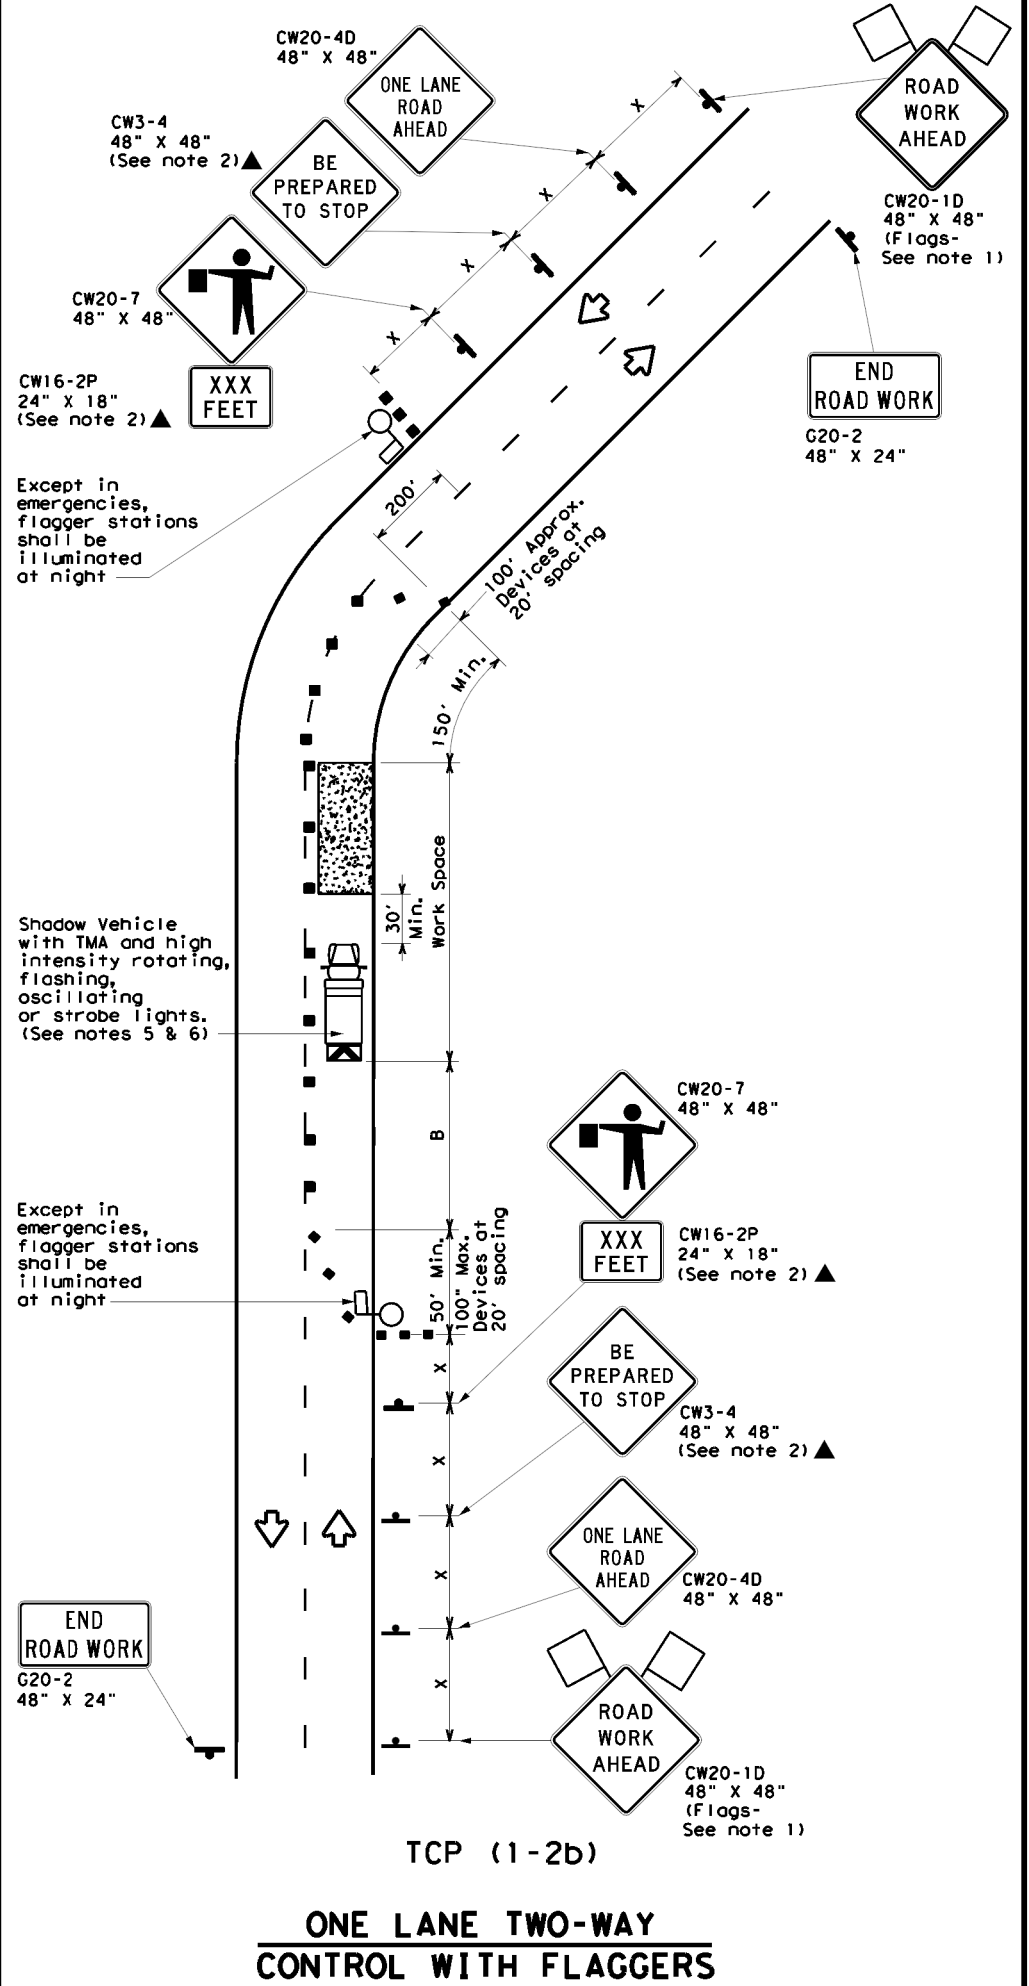 CW20-4D
48" X 48"
ONE LANE
ROAD
AHEAD
ROAD
WORK
AHEAD
CW20-1D
48" X 48"
(Flags-
See note 1)
CW3-4
48" X 48"
(See note 2)▲
BE
PREPARED
TO STOP
X
X
X
X
CW20-7
48" X 48"
CW16-2P
24" X 18"
(See note 2)▲
XXX
FEET
END
ROAD WORK
G20-2
48" X 24"
Except in
emergencies,
flagger stations
shall be
illuminated
at night
200'
100' Approx.
Devices at
20' spacing
150' Min.
Work Space
30'
Min.
Shadow Vehicle
with TMA and high
intensity rotating,
flashing,
oscillating
or strobe lights.
(See notes 5 & 6)
B
CW20-7
48" X 48"
XXX
FEET
CW16-2P
24" X 18"
(See note 2)▲
Except in
emergencies,
flagger stations
shall be
illuminated
at night
50' Min.
100" Max.
Devices at
20' spacing
X
X
X
X
BE
PREPARED
TO STOP
CW3-4
48" X 48"
(See note 2)▲
ONE LANE
ROAD
AHEAD
CW20-4D
48" X 48"
END
ROAD WORK
G20-2
48" X 24"
ROAD
WORK
AHEAD
CW20-1D
48" X 48"
(Flags-
See note 1)
TCP (1-2b)
ONE LANE TWO-WAY
CONTROL WITH FLAGGERS